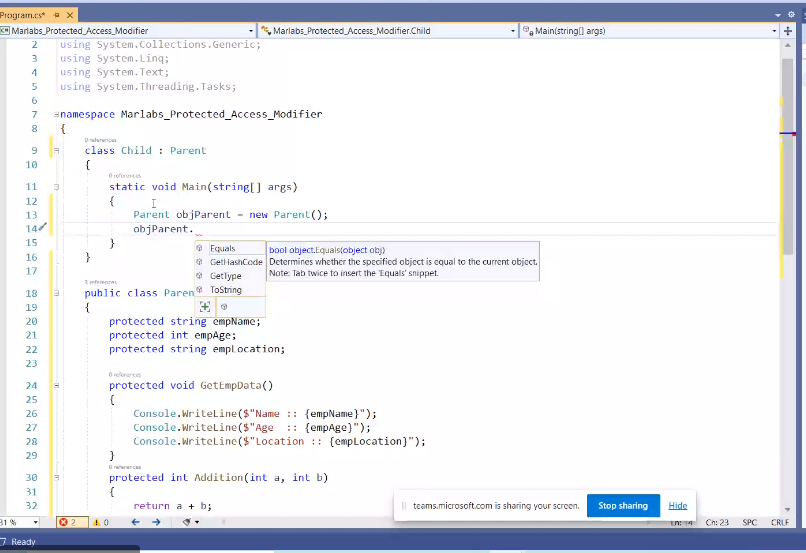 Program.cs*
Marlabs_Protected_Access_Modifier
Marlabs_Protected_Access_Modifier.Child
Main(string[] args)
2 using System.Collections.Generic;
3 using System.Linq;
4 using System.Text;
5 using System.Threading.Tasks;
6
7 namespace Marlabs_Protected_Access_Modifier
8 {
0 references
9 class Child : Parent
10 {
0 references
11 static void Main(string[] args)
12 {
13 Parent objParent = new Parent();
14 objParent.
15 }
16 }
17
Equals
GetHashCode
GetType
ToString
bool object.Equals(object obj)
Determines whether the specified object is equal to the current object.
Note: Tab twice to insert the 'Equals' snippet.
3 references
18 public class Paren
19 {
20 protected string empName;
21 protected int empAge;
22 protected string empLocation;
23
0 references
24 protected void GetEmpData()
25 {
26 Console.WriteLine($"Name :: {empName}");
27 Console.WriteLine($"Age :: {empAge}");
28 Console.WriteLine($"Location :: {empLocation}");
29 }
0 references
30 protected int Addition(int a, int b)
31 {
32 return a + b;
teams.microsoft.com is sharing your screen.
Stop sharing
Hide
31 %
2
0
Ln: 14
Ch: 23
SPC
CRLF
Ready